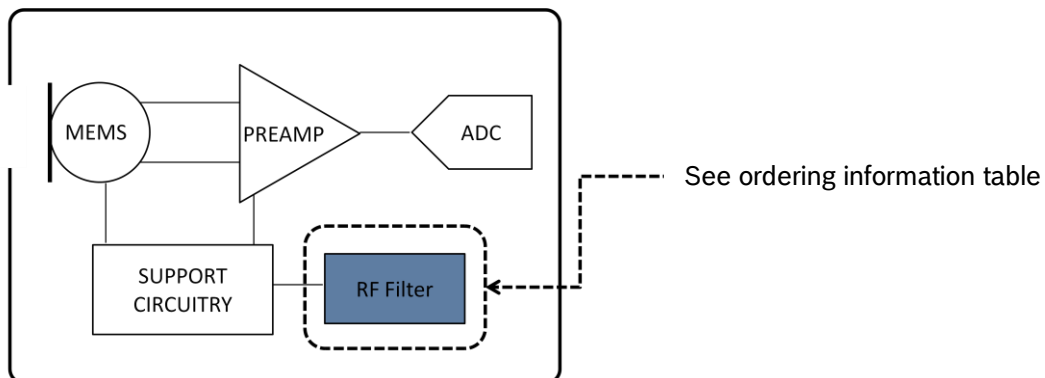 MEMS
PREAMP
ADC
See ordering information table
SUPPORT
CIRCUITRY
RF Filter